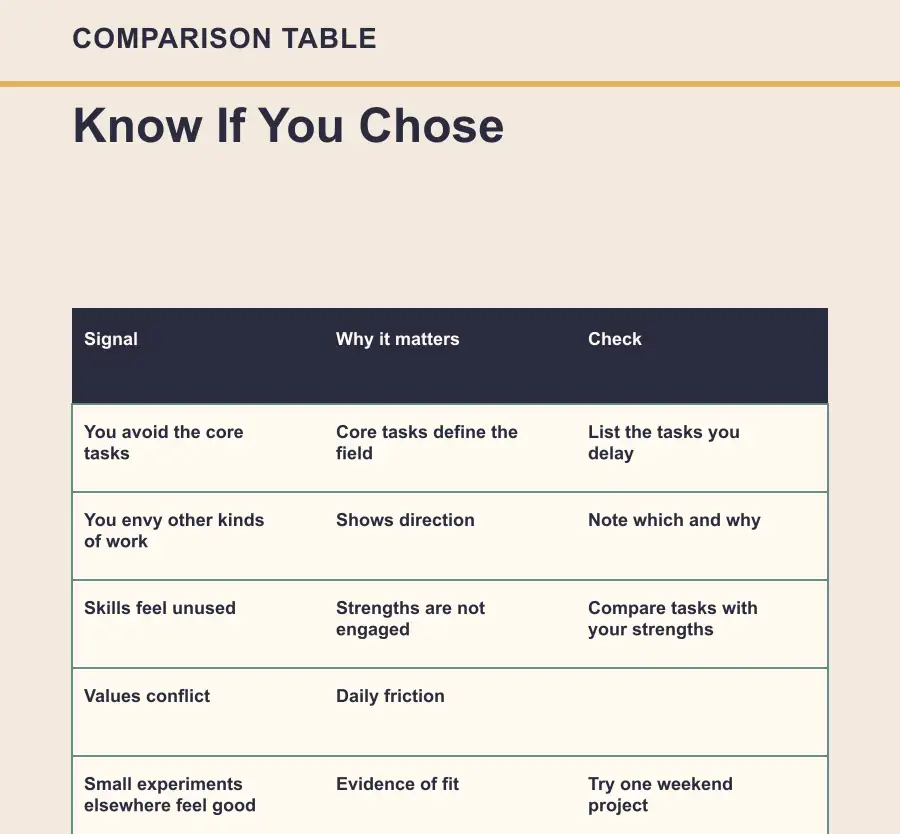 COMPARISON TABLE
Know If You Chose
Signal Why it matters Check
You avoid the core Core tasks define the List the tasks you
tasks field delay
You envy other kinds Shows direction Note which and why
of work
Skills feel unused Strengths are not Compare tasks with
engaged your strengths
Values conflict Daily friction
Small experiments Evidence of fit Try one weekend
elsewhere feel good project